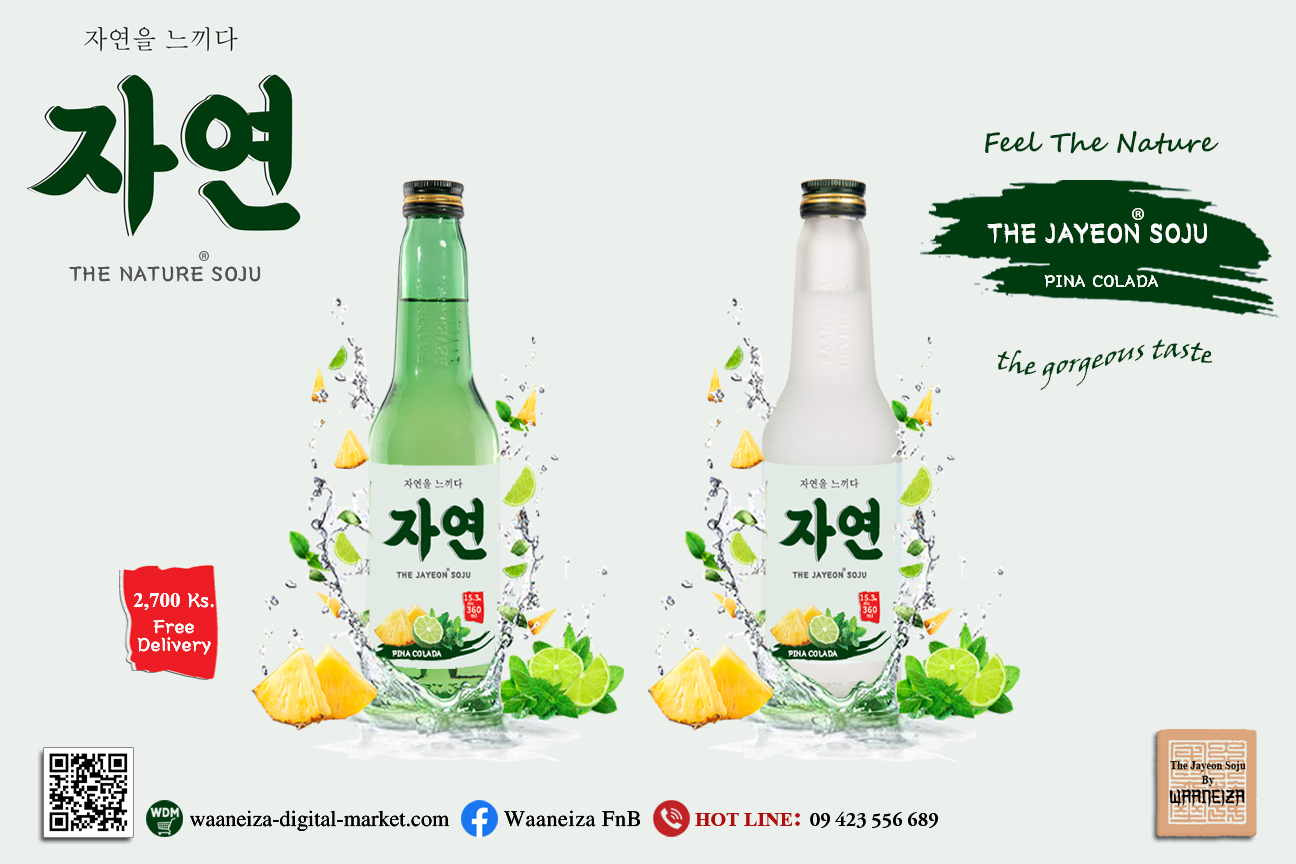 자연을 느끼다
자연
®
THE NATURE SOJU
Feel The Nature
®
THE JAYEON SOJU
PINA COLADA
the gorgeous taste
자연을 느끼다
자연
THE JAYEON® SOJU
15.3%
360
ml
PINA COLADA
자연을 느끼다
자연
THE JAYEON® SOJU
15.3%
360
ml
PINA COLADA
2,700 Ks.
Free
Delivery
WDM
waaneiza-digital-market.com
Waaneiza FnB
HOT LINE: 09 423 556 689
The Jayeon Soju
By
WAANEIZA